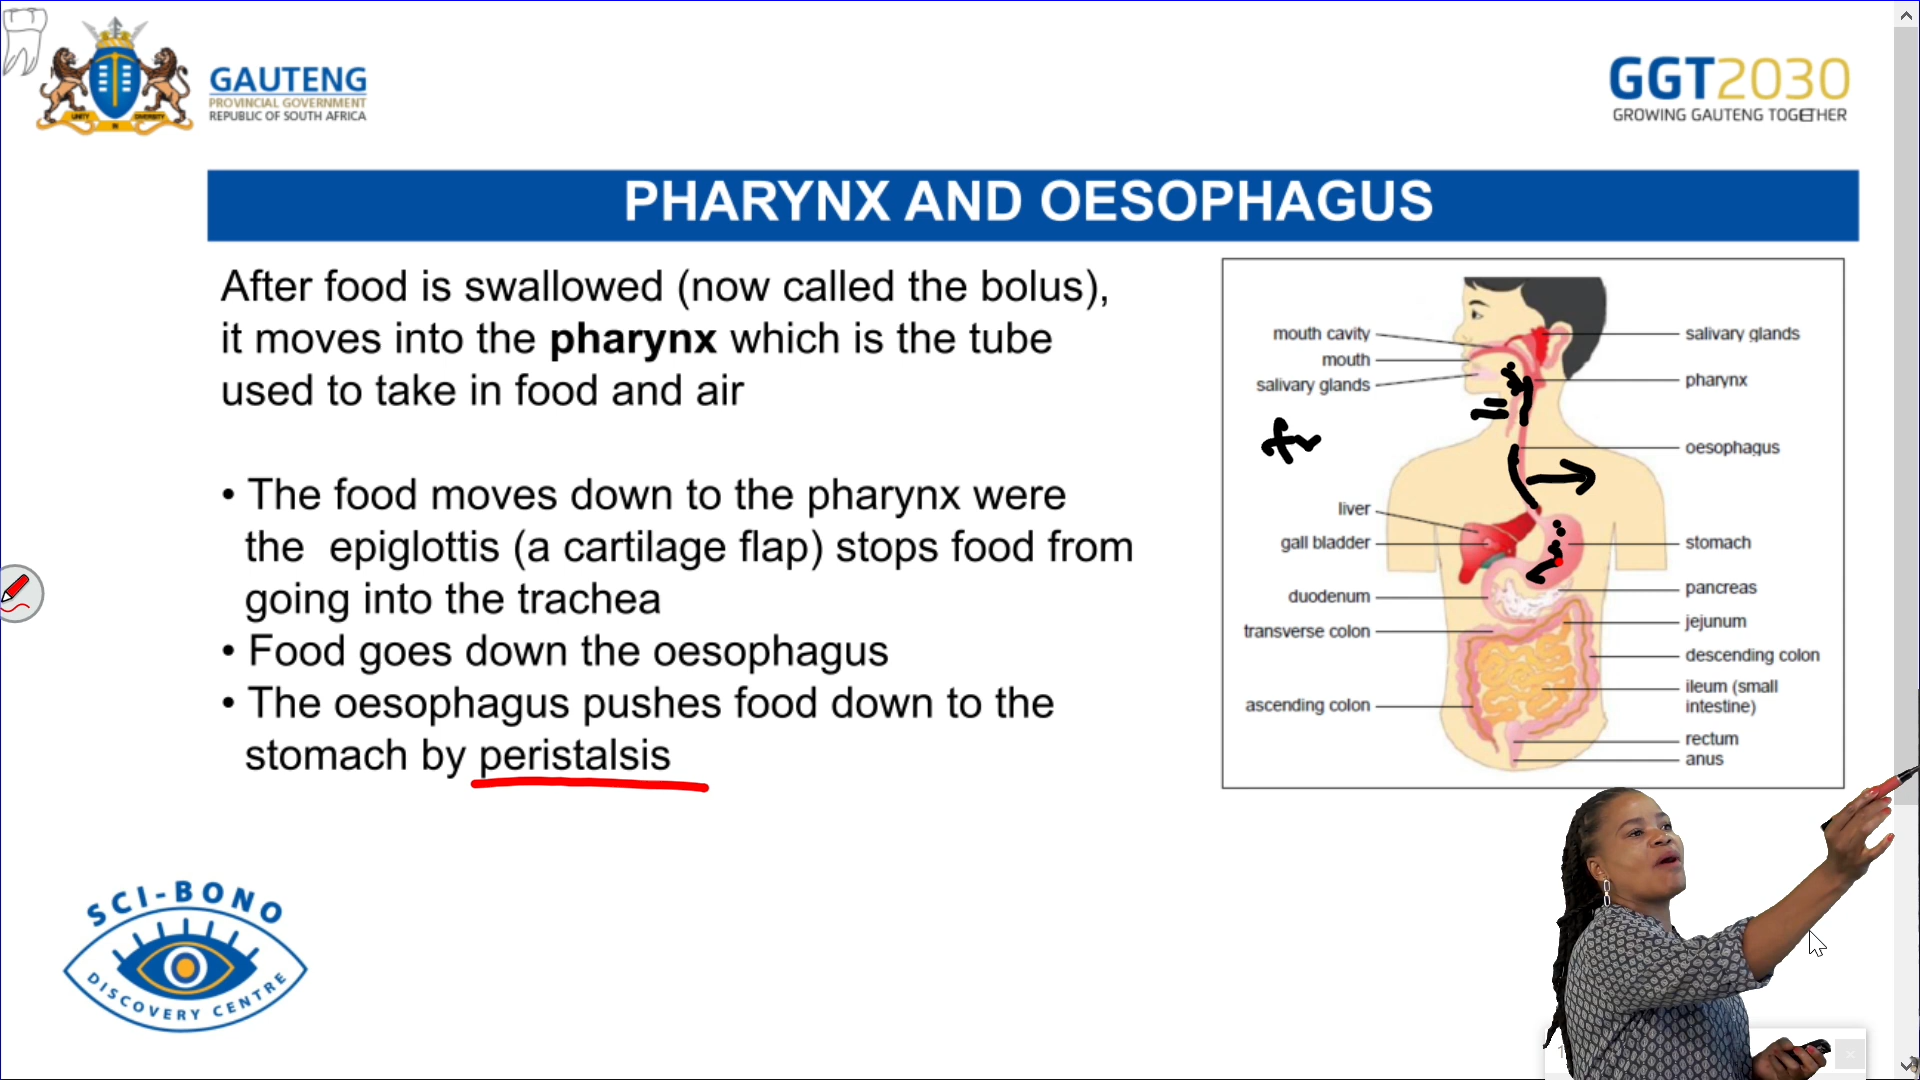 GAUTENG
PROVINCIAL GOVERNMENT
REPUBLIC OF SOUTH AFRICA
UNITY IN DIVERSITY
GGT2030
GROWING GAUTENG TOGETHER
PHARYNX AND OESOPHAGUS
After food is swallowed (now called the bolus),
it moves into the pharynx which is the tube
used to take in food and air
• The food moves down to the pharynx were
the epiglottis (a cartilage flap) stops food from
going into the trachea
• Food goes down the oesophagus
• The oesophagus pushes food down to the
stomach by peristalsis
mouth cavity
mouth
salivary glands
liver
gall bladder
duodenum
transverse colon
ascending colon
salivary glands
pharynx
oesophagus
stomach
pancreas
jejunum
descending colon
ileum (small
intestine)
rectum
anus
SCI-BONO
DISCOVERY CENTRE